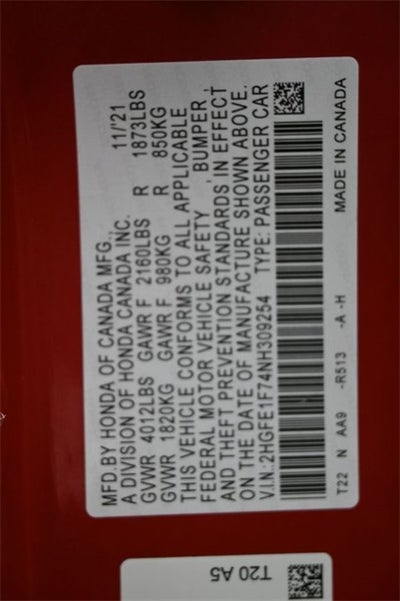 MFD.BY HONDA OF CANADA MFG., 11/'21
A DIVISION OF HONDA CANADA INC.
GVWR 4012LBS GAWR F 2160LBS R 1873LBS
GVWR 1820KG GAWR F 980KG R 850KG
THIS VEHICLE CONFORMS TO ALL APPLICABLE
FEDERAL MOTOR VEHICLE SAFETY , BUMPER ,
AND THEFT PREVENTION STANDARDS, IN EFFECT
ON THE DATE OF MANUFACTURE SHOWN ABOVE.
V.I.N.:2HGFE1F74NH309254 TYPE: PASSENGER CAR
T22 N AA9 -R513 -A -H MADE IN CANADA
T20 A5